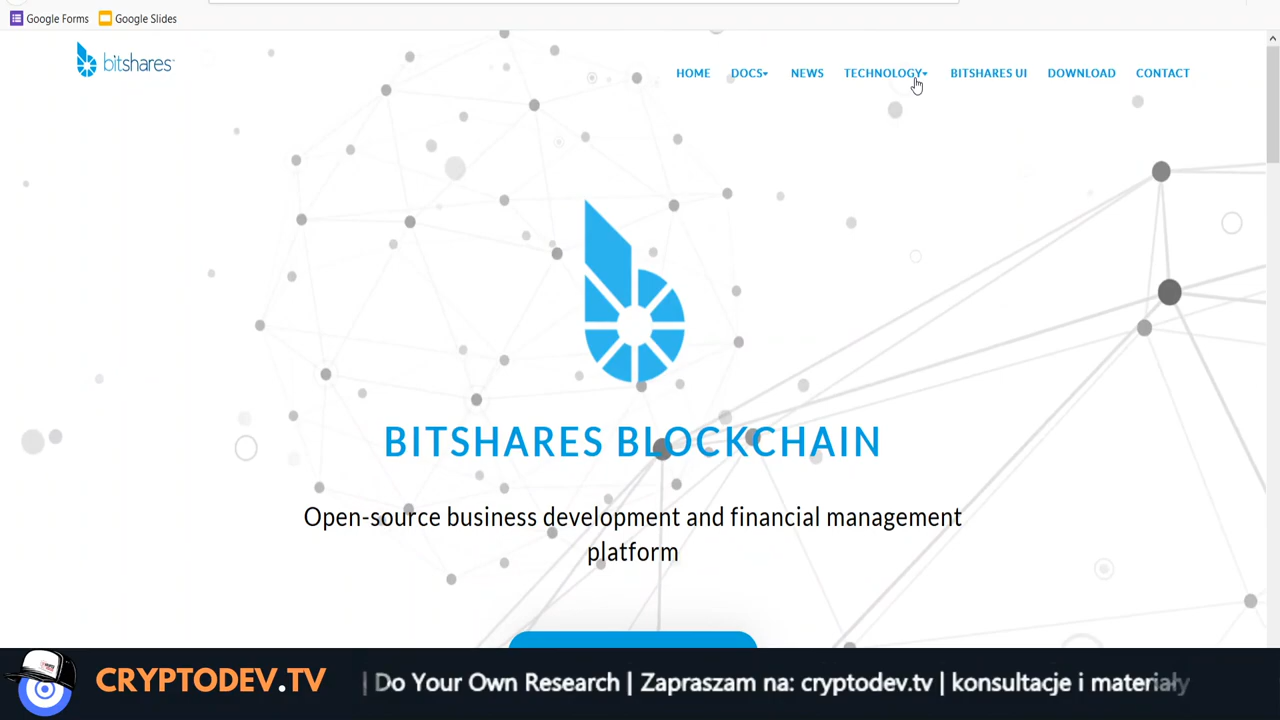 Google Forms
Google Slides
bitshares
HOME DOCS NEWS TECHNOLOGY BITSHARES UI DOWNLOAD CONTACT
BITSHARES BLOCKCHAIN
Open-source business development and financial management
platform
CRYPTODEV.TV | Do Your Own Research | Zapraszam na: cryptodev.tv | konsultacje i materiały